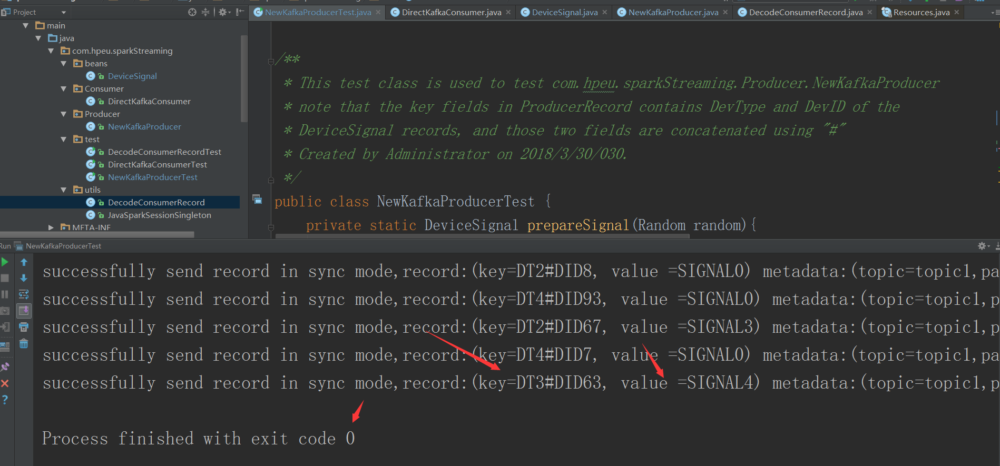 Project
NewKafkaProducerTest.java
DirectKafkaConsumer.java
DeviceSignal.java
NewKafkaProducer.java
DecodeConsumerRecord.java
Resources.java
main
java
com.hpeu.sparkStreaming
beans
DeviceSignal
Consumer
DirectKafkaConsumer
Producer
NewKafkaProducer
test
DecodeConsumerRecordTest
DirectKafkaConsumerTest
NewKafkaProducerTest
utils
DecodeConsumerRecord
JavaSparkSessionSingleton
META-INF
/**
* This test class is used to test com.hpeu.sparkStreaming.Producer.NewKafkaProducer
* note that the key fields in ProducerRecord contains DevType and DevID of the
* DeviceSignal records, and those two fields are concatenated using "#"
* Created by Administrator on 2018/3/30/030.
*/
public class NewKafkaProducerTest {
private static DeviceSignal prepareSignal(Random random){
Run NewKafkaProducerTest
successfully send record in sync mode,record:(key=DT2#DID8, value =SIGNAL0) metadata:(topic=topic1,pa
successfully send record in sync mode,record:(key=DT4#DID93, value =SIGNAL0) metadata:(topic=topic1,p
successfully send record in sync mode,record:(key=DT2#DID67, value =SIGNAL3) metadata:(topic=topic1,p
successfully send record in sync mode,record:(key=DT4#DID7, value =SIGNAL0) metadata:(topic=topic1,pa
successfully send record in sync mode,record:(key=DT3#DID63, value =SIGNAL4) metadata:(topic=topic1,p
Process finished with exit code 0